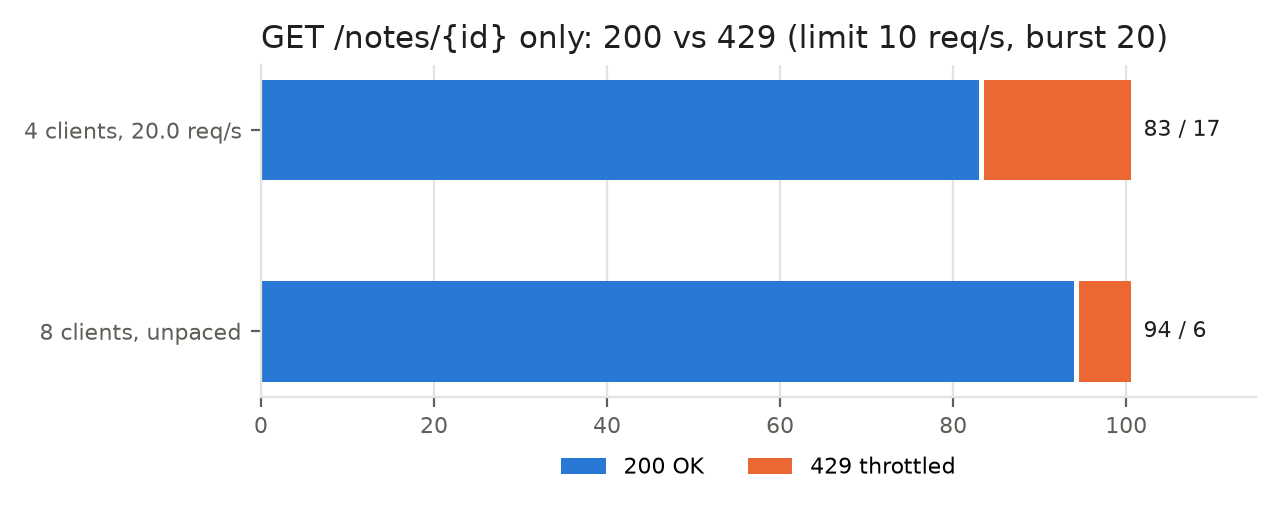 GET /notes/{id} only: 200 vs 429 (limit 10 req/s, burst 20)
4 clients, 20.0 req/s
83 / 17
8 clients, unpaced
94 / 6
0 20 40 60 80 100
200 OK 429 throttled